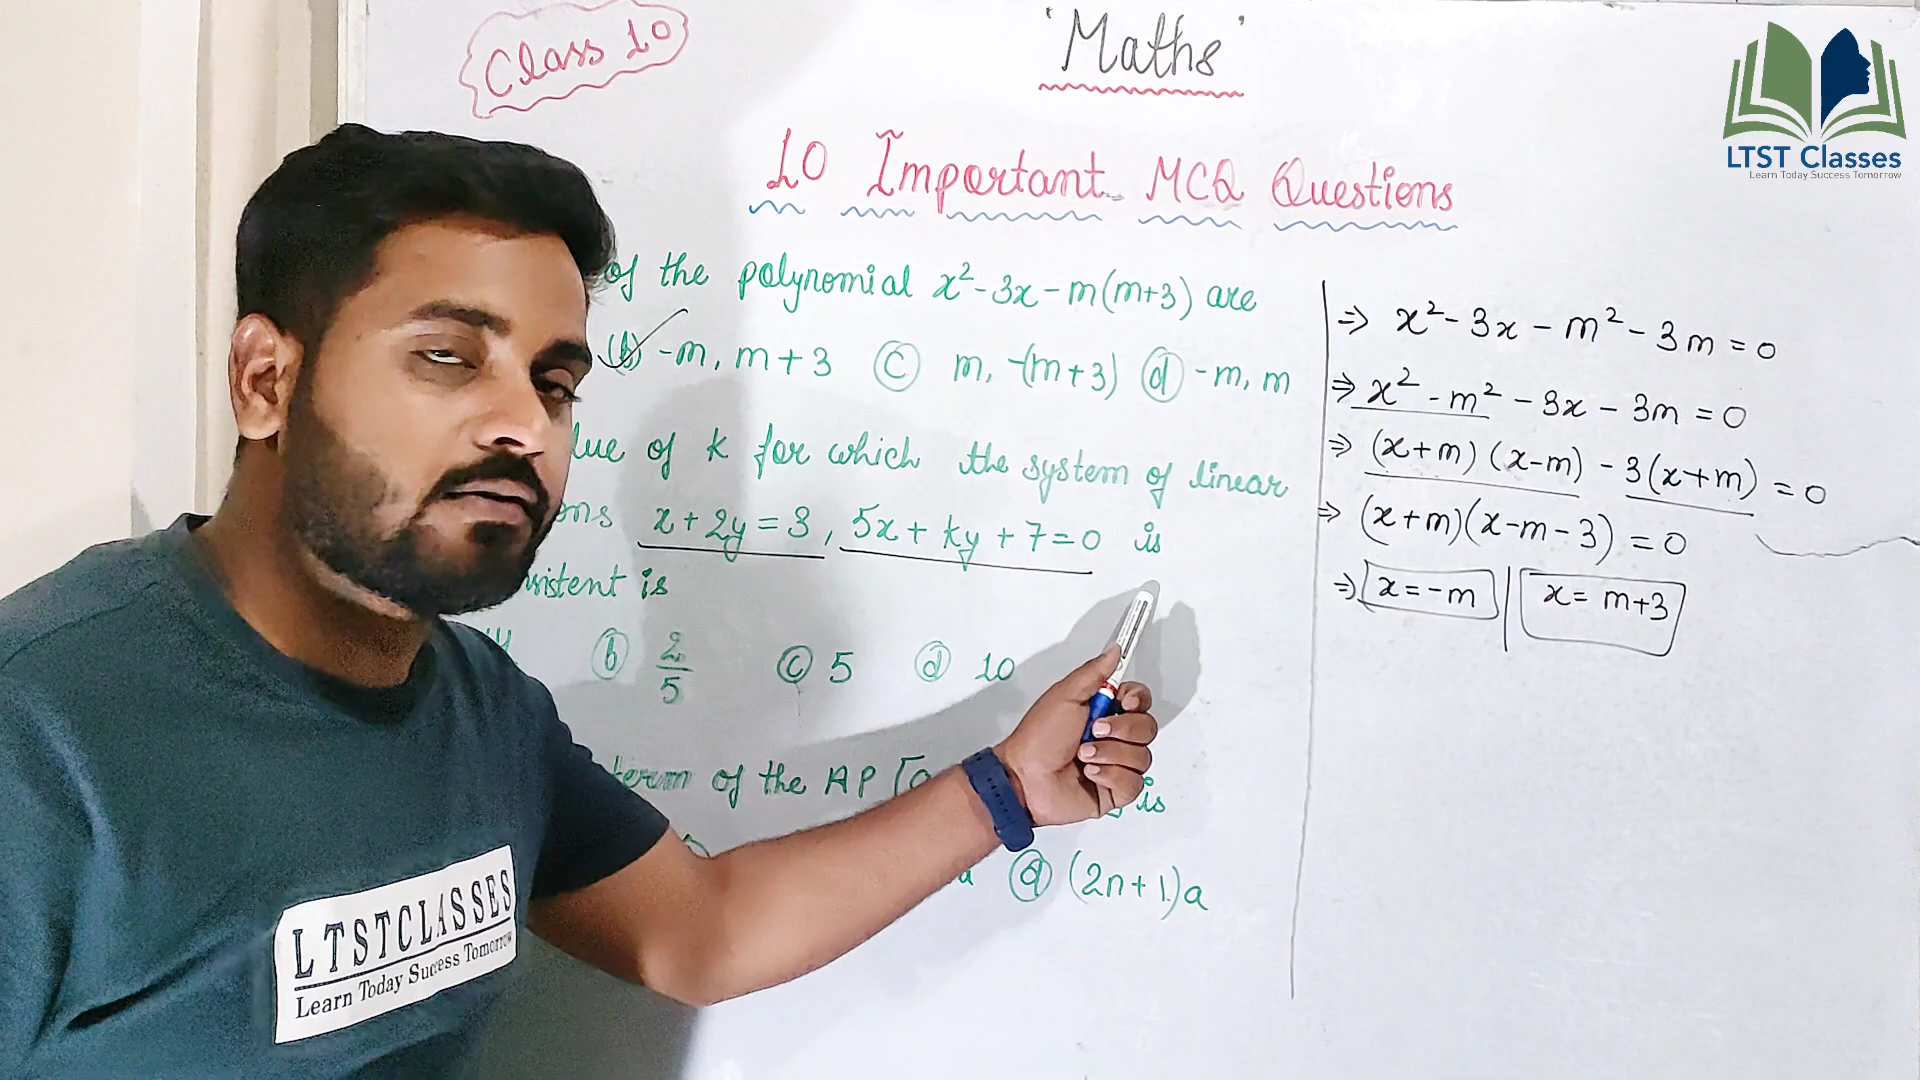 Class 10
'Maths'
LTST Classes
Learn Today Success Tomorrow
10 Important MCQ Questions
of the polynomial x²-3x-m(m+3) are
(b) -m, m+3 (c) m, -(m+3) (d) -m, m
of k for which the system of linear
x+2y=3, 5x+ky+7=0 is
is
(b) 2/5 (c) 5 (d) 10
term of the AP is
(d) (2n+1)a
⇒ x²-3x-m²-3m=0
⇒ x²-m²-3x-3m=0
⇒ (x+m)(x-m)-3(x+m)=0
⇒ (x+m)(x-m-3)=0
⇒ x=-m | x=m+3
LTSTCLASSES
Learn Today Success Tomorrow